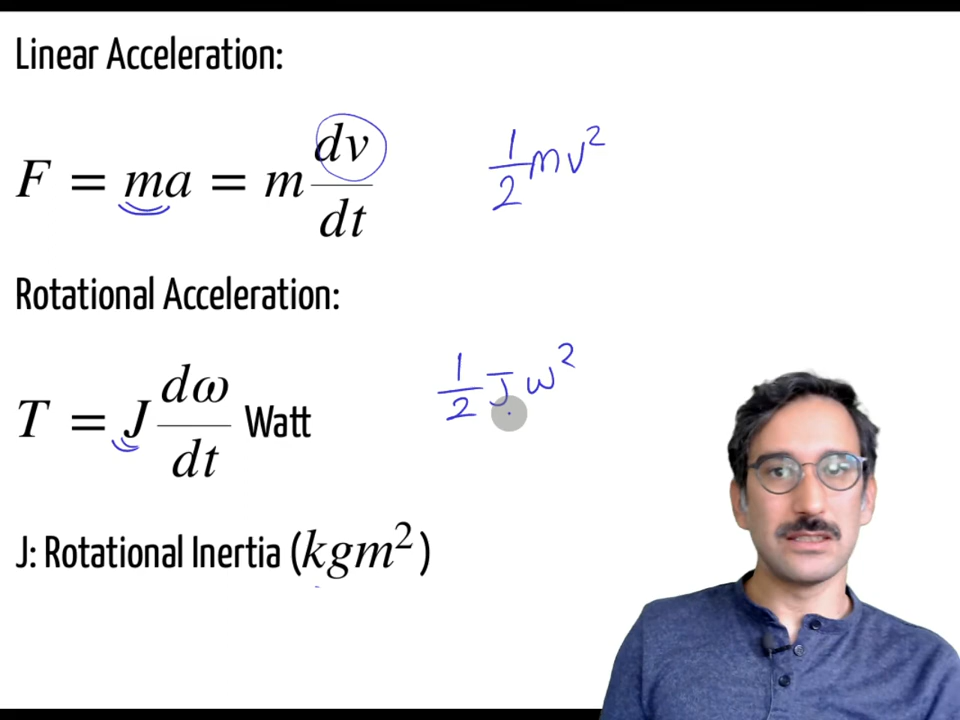 Linear Acceleration:
F = ma = m dv/dt
1/2 mv²
Rotational Acceleration:
T = J dω/dt Watt
1/2 Jω²
J: Rotational Inertia (kgm²)